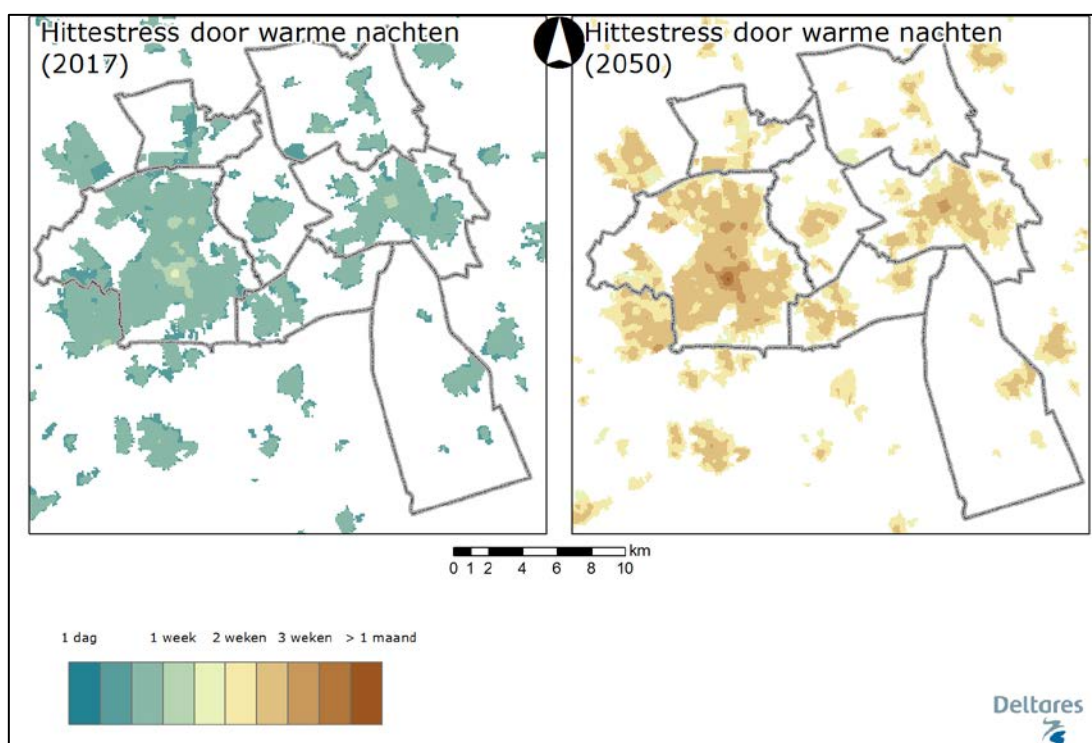 Hittestress door warme nachten
(2017)
Hittestress door warme nachten
(2050)
km
0 1 2 4 6 8 10
1 dag 1 week 2 weken 3 weken > 1 maand
Deltares